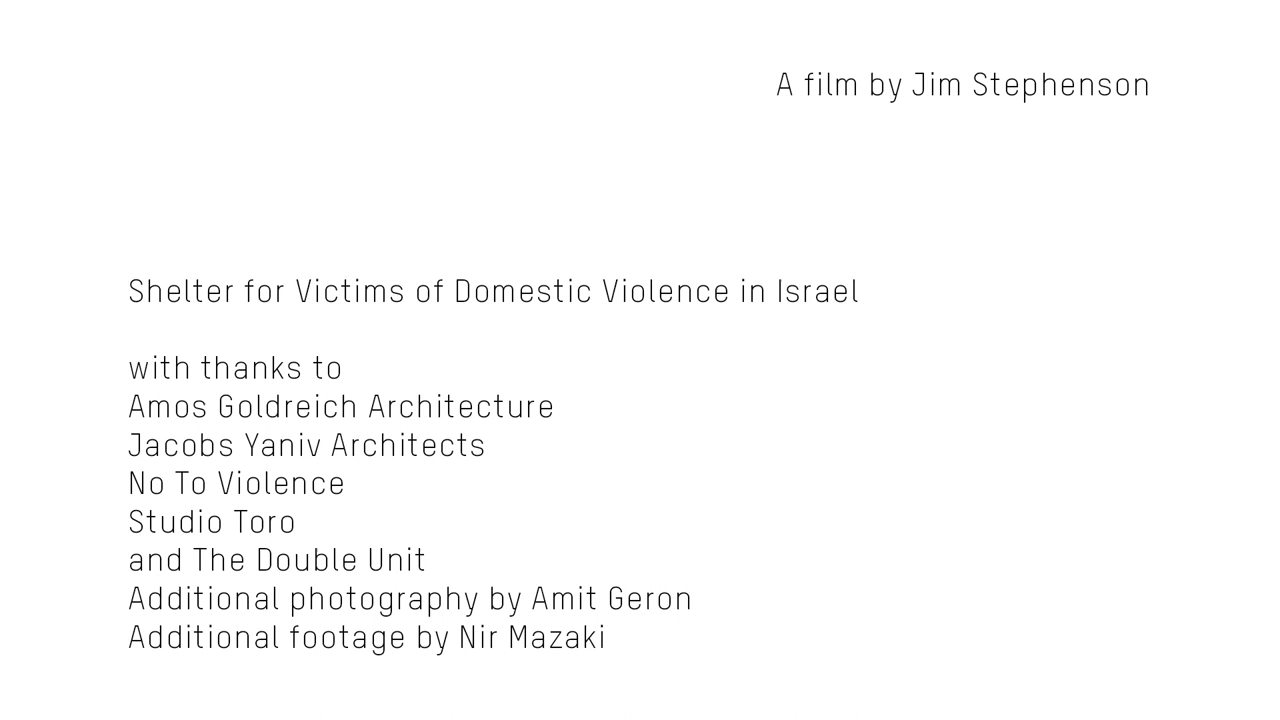 A film by Jim Stephenson
Shelter for Victims of Domestic Violence in Israel
with thanks to
Amos Goldreich Architecture
Jacobs Yaniv Architects
No To Violence
Studio Toro
and The Double Unit
Additional photography by Amit Geron
Additional footage by Nir Mazaki